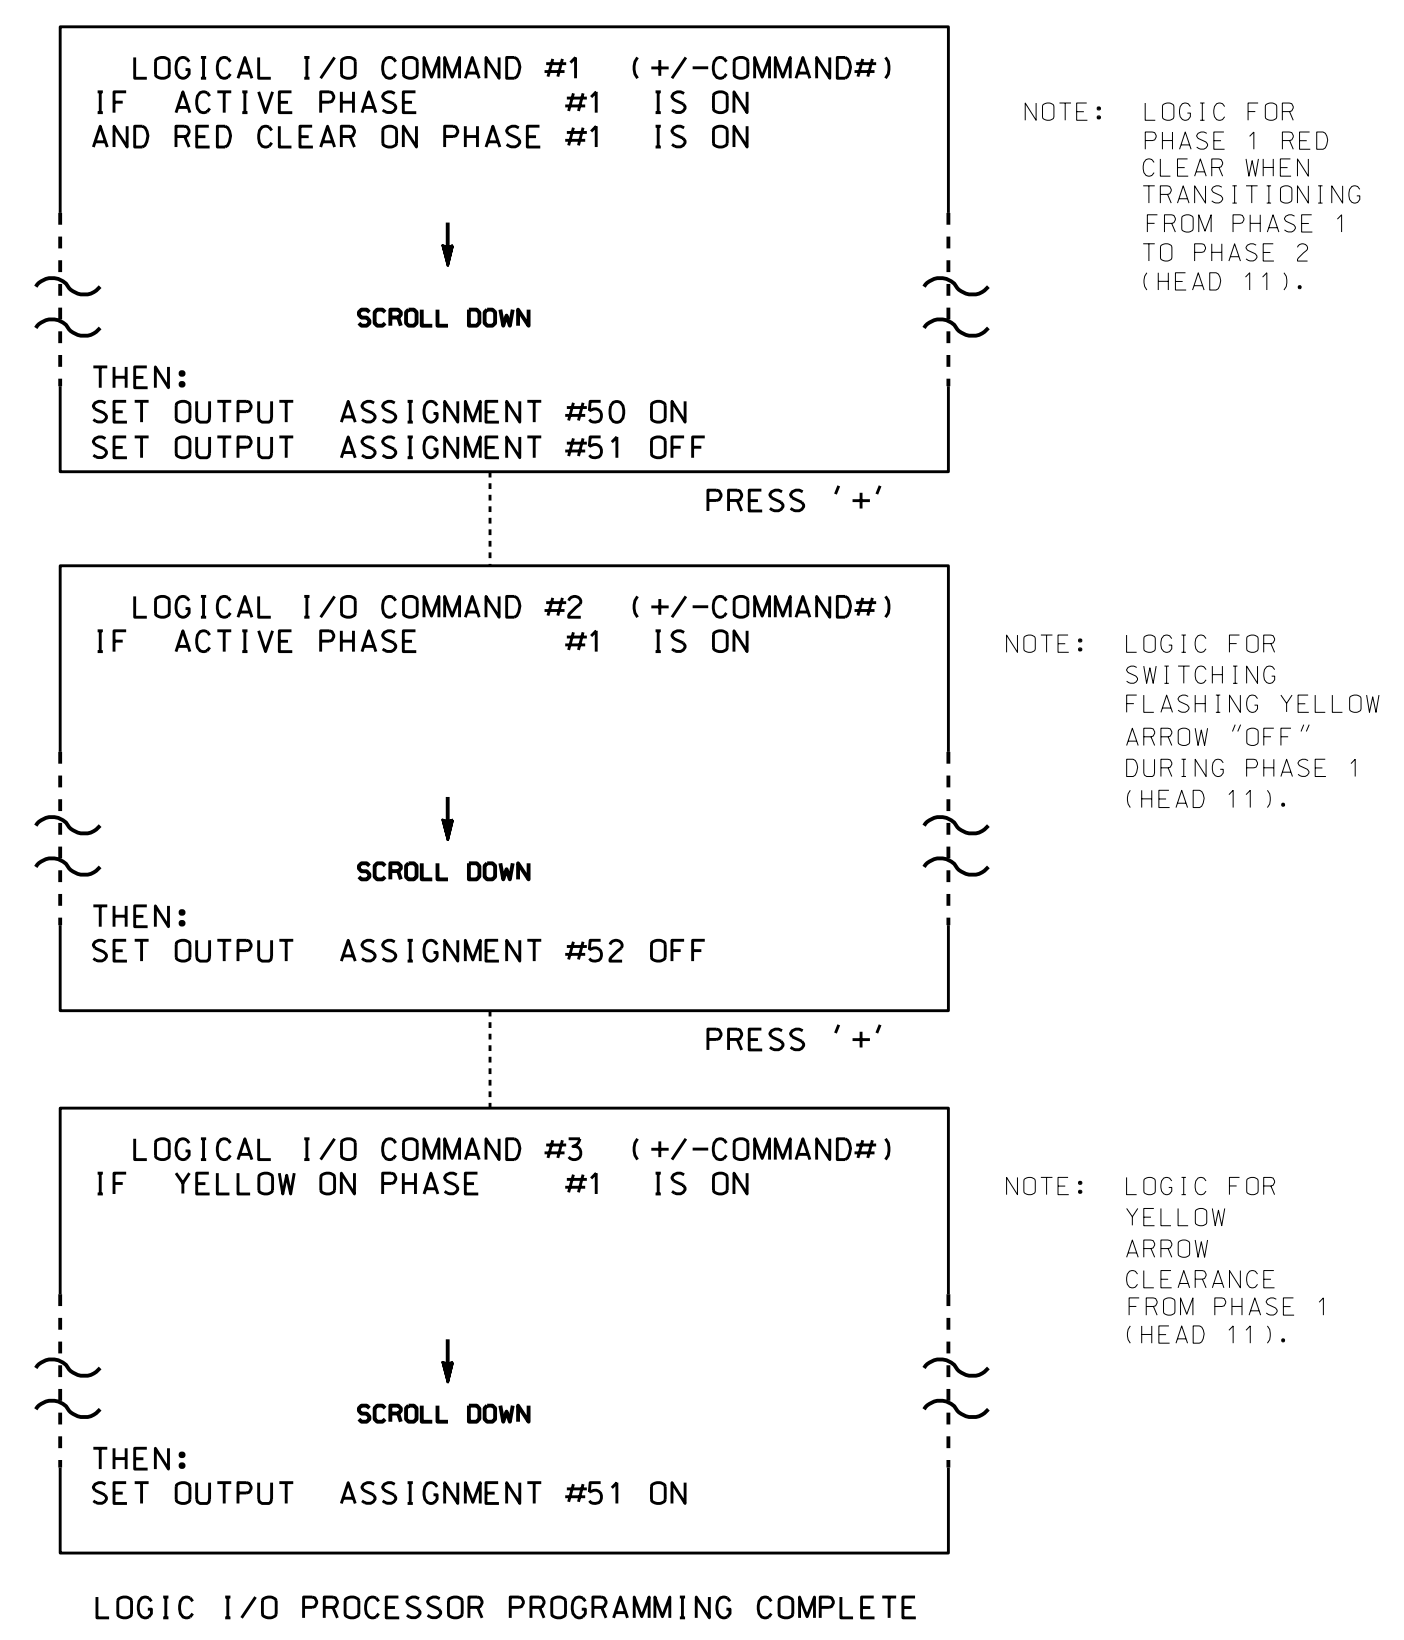 LOGICAL I/O COMMAND #1 (+/-COMMAND#)
IF ACTIVE PHASE #1 IS ON
AND RED CLEAR ON PHASE #1 IS ON
SCROLL DOWN
THEN:
SET OUTPUT ASSIGNMENT #50 ON
SET OUTPUT ASSIGNMENT #51 OFF
NOTE: LOGIC FOR
PHASE 1 RED
CLEAR WHEN
TRANSITIONING
FROM PHASE 1
TO PHASE 2
(HEAD 11).
PRESS '+'
LOGICAL I/O COMMAND #2 (+/-COMMAND#)
IF ACTIVE PHASE #1 IS ON
SCROLL DOWN
THEN:
SET OUTPUT ASSIGNMENT #52 OFF
NOTE: LOGIC FOR
SWITCHING
FLASHING YELLOW
ARROW "OFF"
DURING PHASE 1
(HEAD 11).
PRESS '+'
LOGICAL I/O COMMAND #3 (+/-COMMAND#)
IF YELLOW ON PHASE #1 IS ON
SCROLL DOWN
THEN:
SET OUTPUT ASSIGNMENT #51 ON
NOTE: LOGIC FOR
YELLOW
ARROW
CLEARANCE
FROM PHASE 1
(HEAD 11).
LOGIC I/O PROCESSOR PROGRAMMING COMPLETE